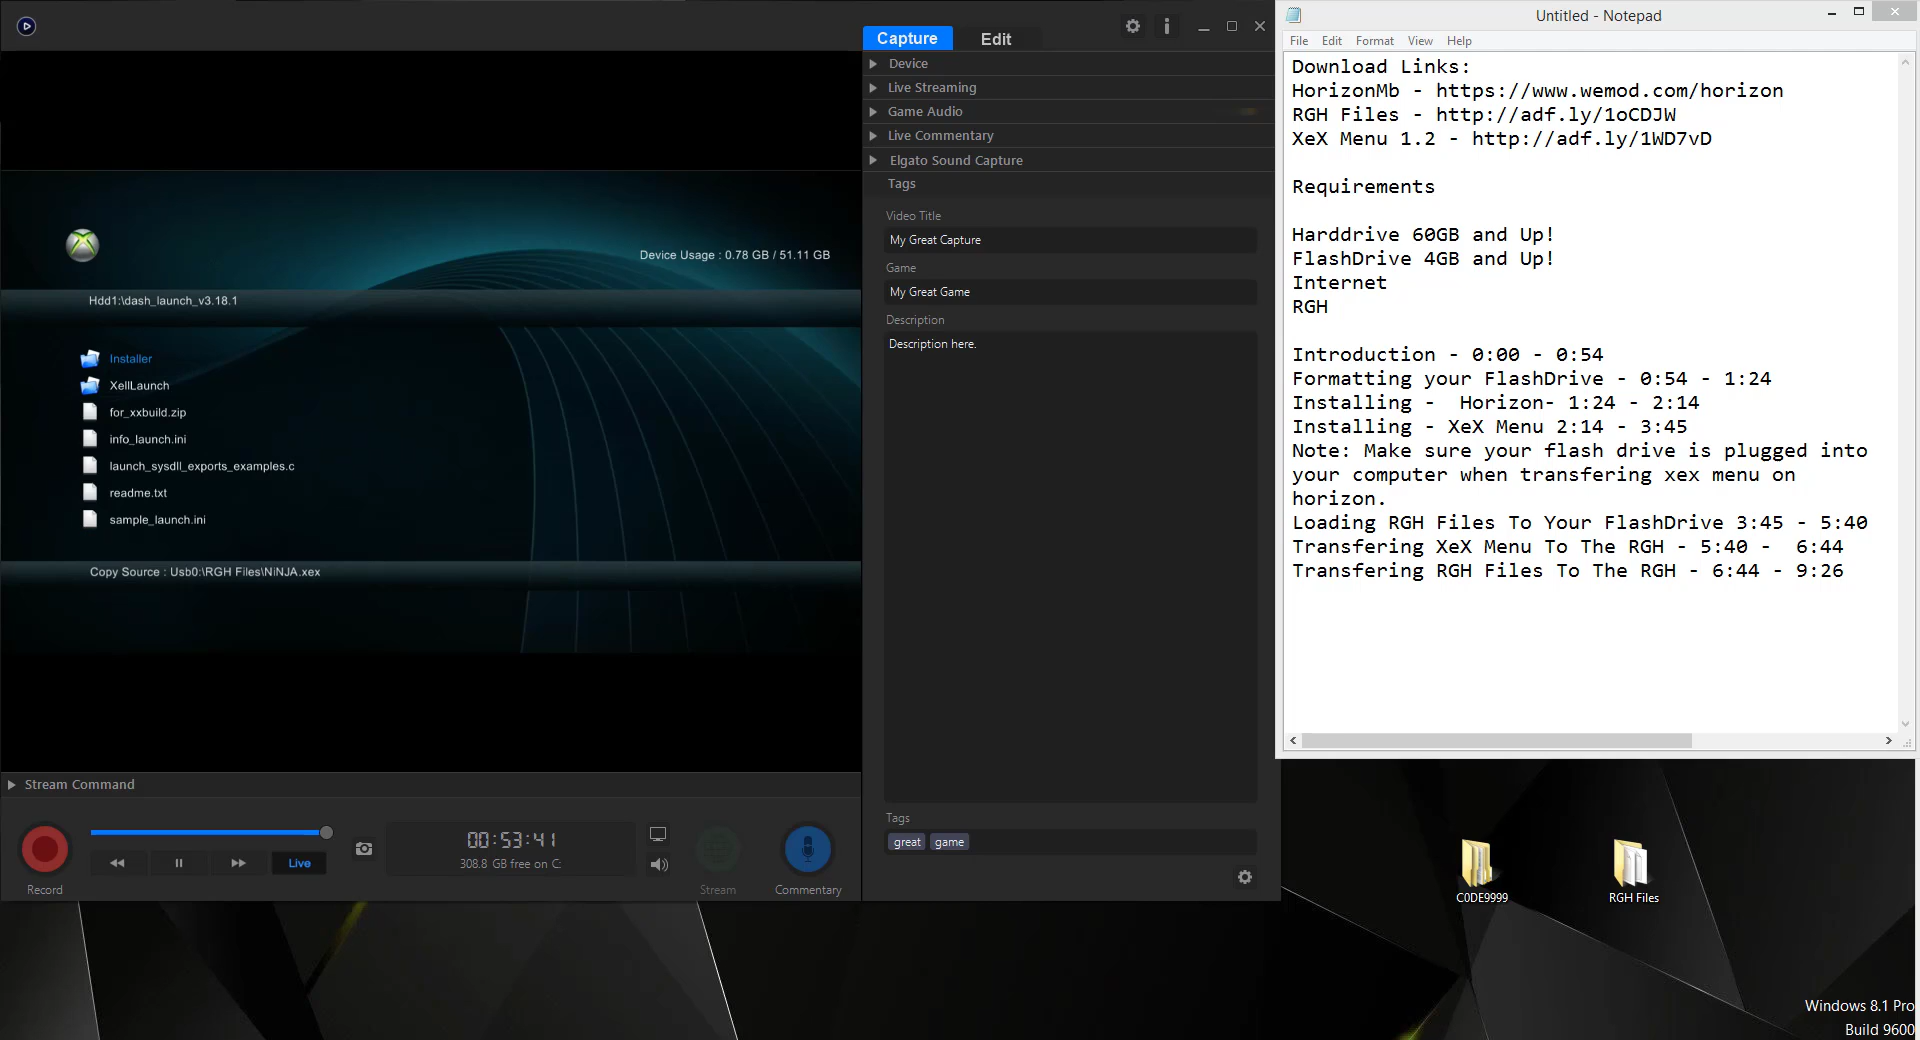 Capture
Edit
Device
Live Streaming
Game Audio
Live Commentary
Elgato Sound Capture
Tags
Video Title
My Great Capture
Game
My Great Game
Description
Description here.
Tags
great game
Device Usage : 0.78 GB / 51.11 GB
Hdd1:\dash_launch_v3.18.1
Installer
XellLaunch
for_xxbuild.zip
info_launch.ini
launch_sysdll_exports_examples.c
readme.txt
sample_launch.ini
Copy Source : Usb0:\RGH Files\NiNJA.xex
Stream Command
Record
Live
00:53:41
308.8 GB free on C:
Stream
Commentary
Untitled - Notepad
File Edit Format View Help
Download Links:
HorizonMb - https://www.wemod.com/horizon
RGH Files - http://adf.ly/1oCDJW
XeX Menu 1.2 - http://adf.ly/1WD7vD
Requirements
Harddrive 60GB and Up!
FlashDrive 4GB and Up!
Internet
RGH
Introduction - 0:00 - 0:54
Formatting your FlashDrive - 0:54 - 1:24
Installing -  Horizon- 1:24 - 2:14
Installing - XeX Menu 2:14 - 3:45
Note: Make sure your flash drive is plugged into
your computer when transfering xex menu on
horizon.
Loading RGH Files To Your FlashDrive 3:45 - 5:40
Transfering XeX Menu To The RGH - 5:40 -  6:44
Transfering RGH Files To The RGH - 6:44 - 9:26
C0DE9999
RGH Files
Windows 8.1 Pro
Build 9600